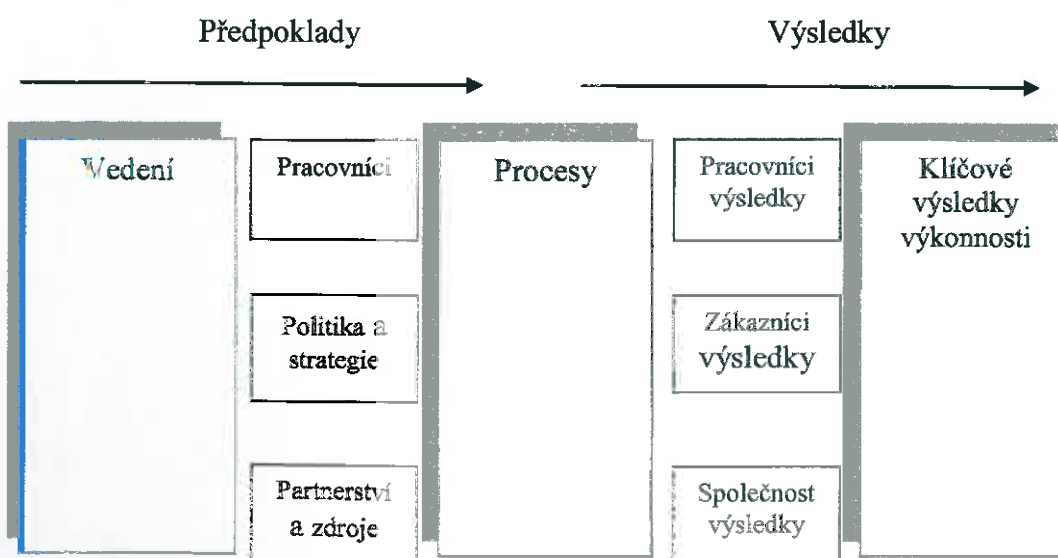 Předpoklady
Výsledky
Vedení
Pracovníci
Procesy
Pracovníci
výsledky
Klíčové
výsledky
výkonnosti
Politika a
strategie
Zákazníci
výsledky
Partnerství
a zdroje
Společnost
výsledky